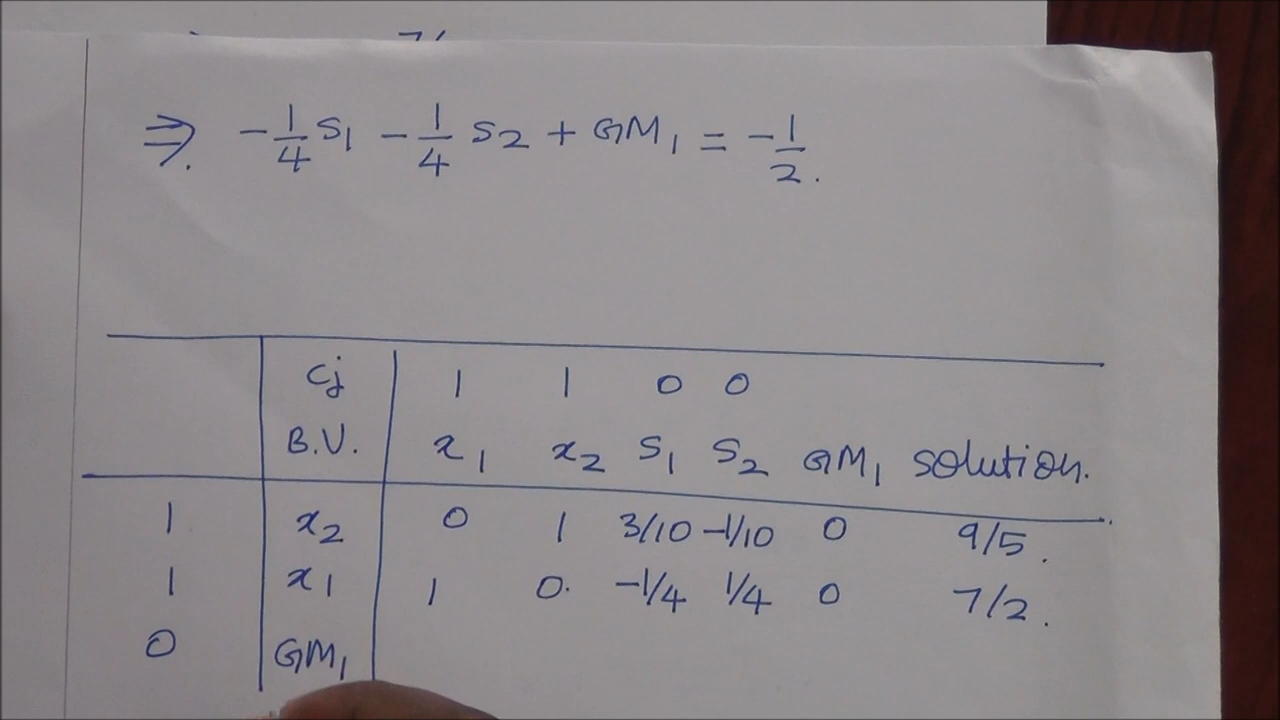 ⇒. -1/4 S1 - 1/4 S2 + GM1 = -1/2.
Cj 1 1 0 0
B.V. x1 x2 S1 S2 GM1 solution.
1 x2 0 1 3/10 -1/10 0 9/5.
1 x1 1 0. -1/4 1/4 0 7/2.
0 GM1